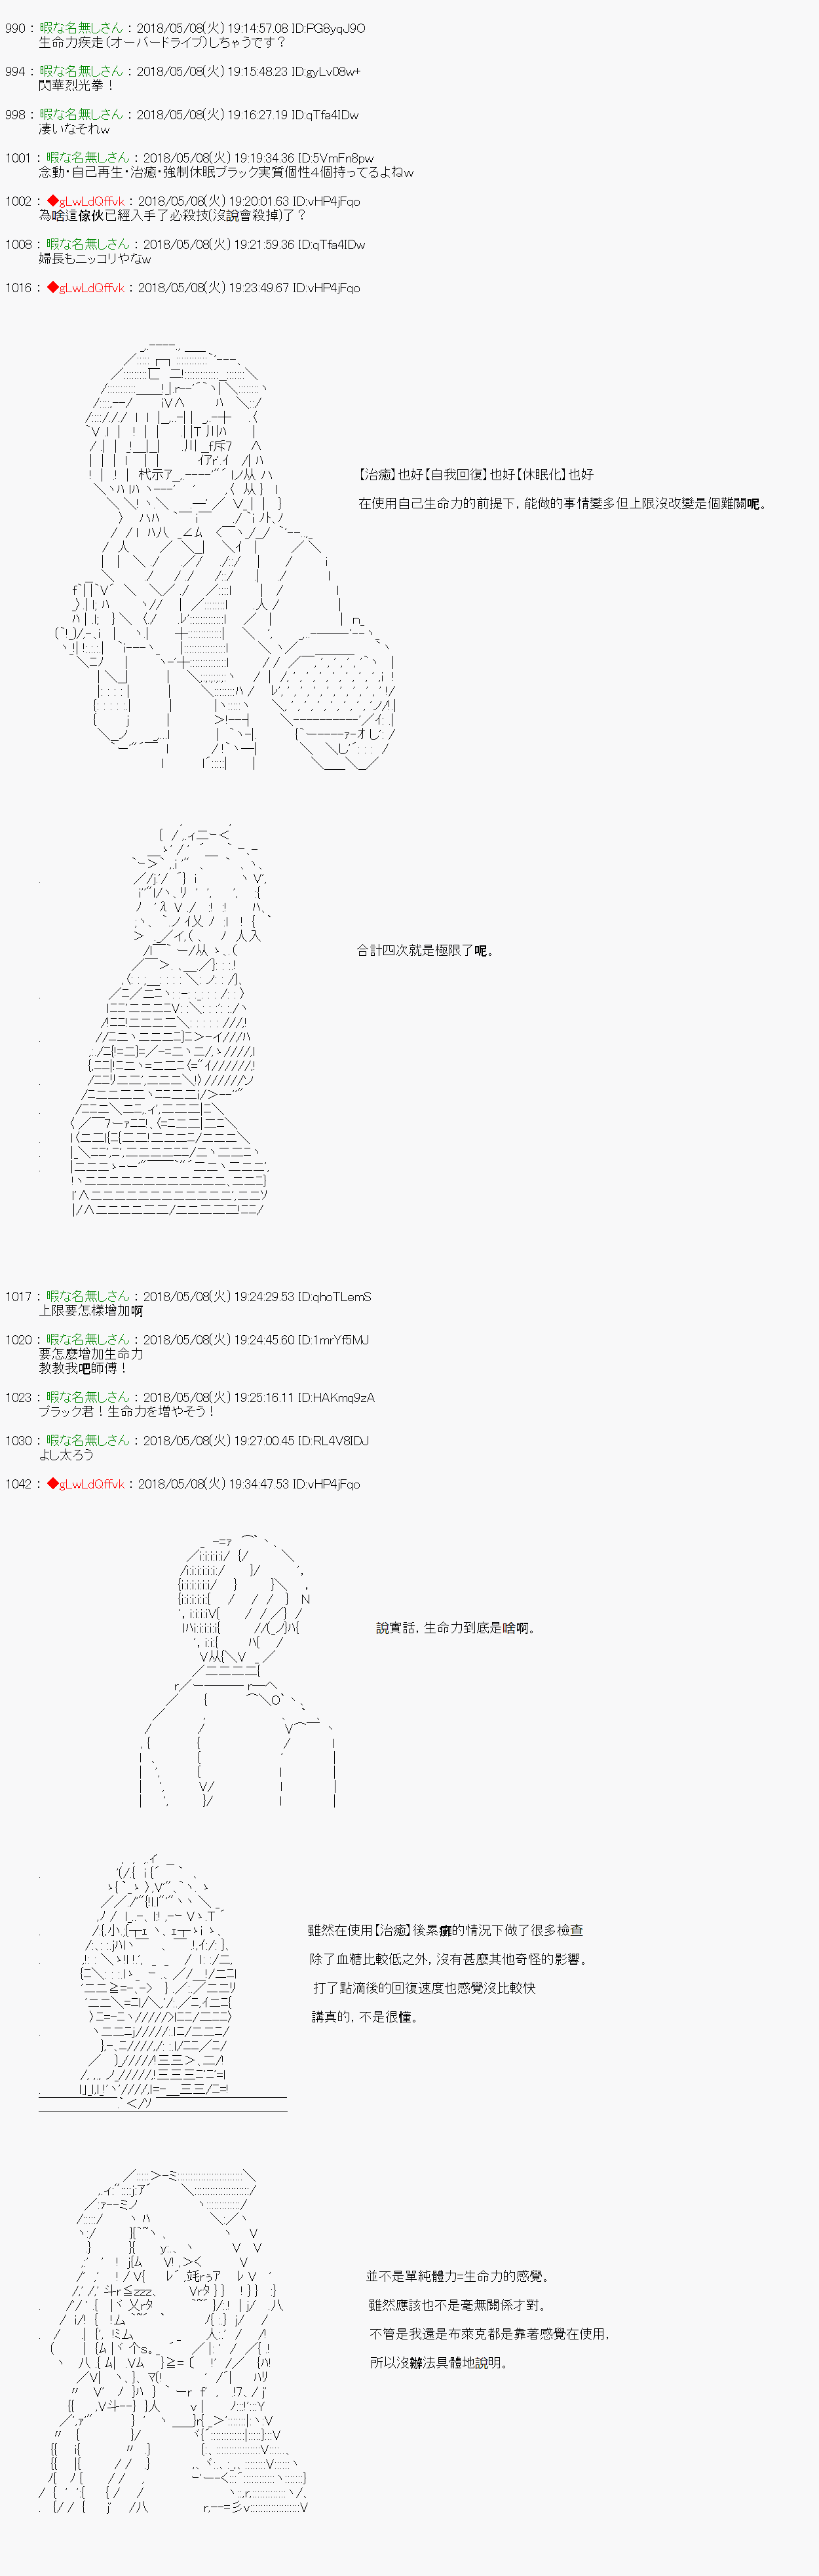 990 : 暇な名無しさん : 2018/05/08(火) 19:14:57.08 ID:PG8yqJ9O
生命力疾走(オーバードライブ)しちゃうです?
994 : 暇な名無しさん : 2018/05/08(火) 19:15:48.23 ID:gyLv08w+
閃華烈光拳!
998 : 暇な名無しさん : 2018/05/08(火) 19:16:27.19 ID:qTfa4IDw
凄いなそれw
1001 : 暇な名無しさん : 2018/05/08(火) 19:19:34.36 ID:5VmFn8pw
念動・自己再生・治癒・強制休眠ブラック実質個性4個持ってるよねw
1002 : ◆gLwLdQffvk : 2018/05/08(火) 19:20:01.63 ID:vHP4jFqo
為啥這傢伙已經入手了必殺技(沒說會殺掉)了?
1008 : 暇な名無しさん : 2018/05/08(火) 19:21:59.36 ID:qTfa4IDw
婦長もニッコリやなw
1016 : ◆gLwLdQffvk : 2018/05/08(火) 19:23:49.67 ID:vHP4jFqo
【治癒】也好【自我回復】也好【休眠化】也好
在使用自己生命力的前提下,能做的事情變多但上限沒改變是個難關呢。
合計四次就是極限了呢。
1017 : 暇な名無しさん : 2018/05/08(火) 19:24:29.53 ID:qhoTLemS
上限要怎樣增加啊
1020 : 暇な名無しさん : 2018/05/08(火) 19:24:45.60 ID:1mrYf5MJ
要怎麼增加生命力
教教我吧師傅!
1023 : 暇な名無しさん : 2018/05/08(火) 19:25:16.11 ID:HAKmq9zA
ブラック君!生命力を増やそう!
1030 : 暇な名無しさん : 2018/05/08(火) 19:27:00.45 ID:RL4V8IDJ
よし太ろう
1042 : ◆gLwLdQffvk : 2018/05/08(火) 19:34:47.53 ID:vHP4jFqo
說實話,生命力到底是啥啊。
雖然在使用【治癒】後累癱的情況下做了很多檢查
除了血糖比較低之外,沒有甚麽其他奇怪的影響。
打了點滴後的回復速度也感覺沒比較快
講真的,不是很懂。
並不是單純體力=生命力的感覺。
雖然應該也不是毫無關係才對。
不管是我還是布萊克都是靠著感覺在使用,
所以沒辦法具體地說明。